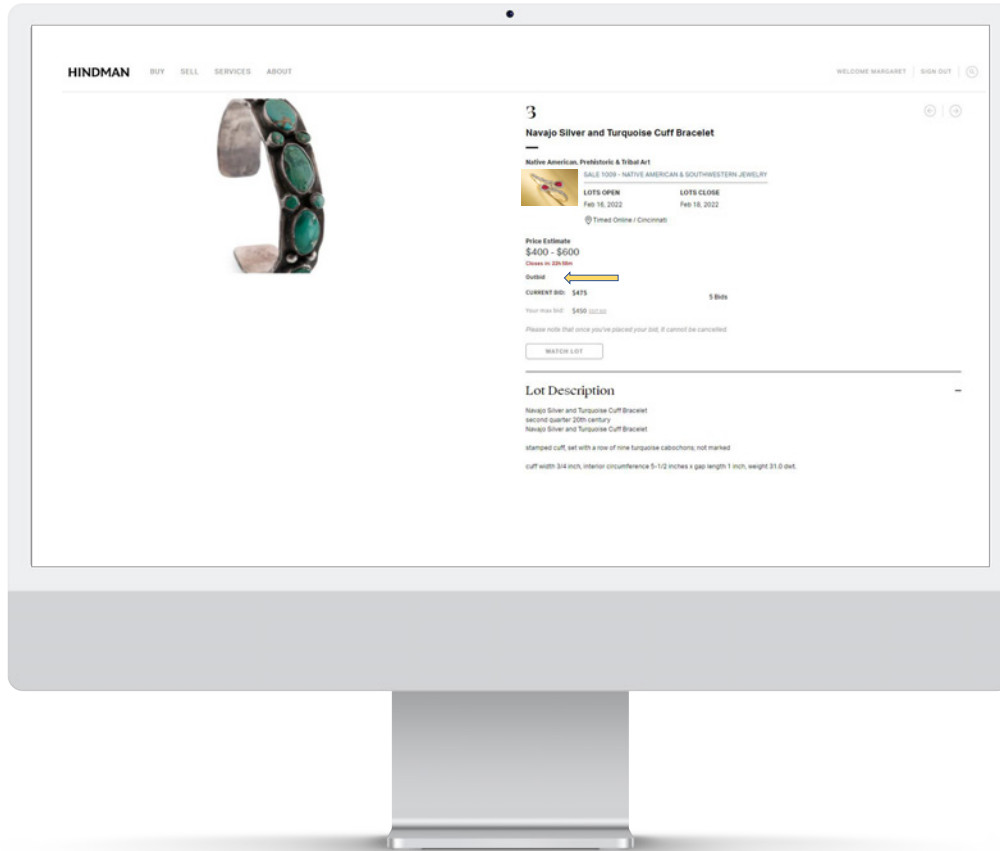 HINDMAN BUY SELL SERVICES ABOUT WELCOME MARGARET SIGN OUT
3
Navajo Silver and Turquoise Cuff Bracelet
Native American, Prehistoric & Tribal Art
SALE 1009 - NATIVE AMERICAN & SOUTHWESTERN JEWELRY
LOTS OPEN LOTS CLOSE
Feb 16, 2022 Feb 18, 2022
Timed Online / Cincinnati
Price Estimate
$400 - $600
Closes in:
Outbid
CURRENT BID: $475 5 Bids
Your max bid: $450
Please note that once you've placed your bid, it cannot be cancelled.
WATCH LOT
Lot Description
Navajo Silver and Turquoise Cuff Bracelet
second quarter 20th century
Navajo Silver and Turquoise Cuff Bracelet
stamped cuff, set with a row of nine turquoise cabochons; not marked
cuff width 3/4 inch, interior circumference 5-1/2 inches x gap length 1 inch, weight 31.0 dwt.